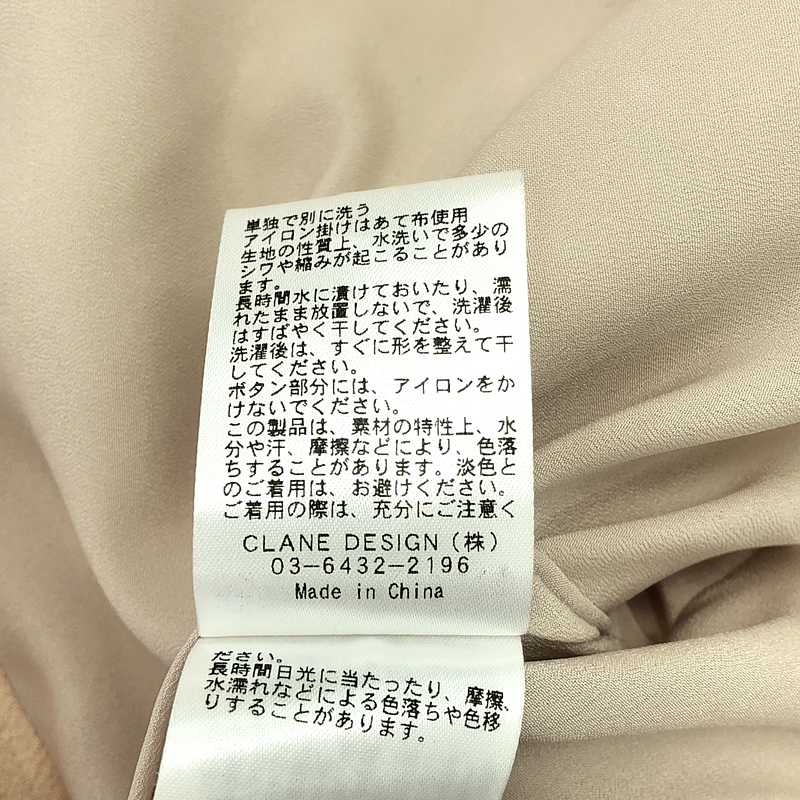 単独で別に洗う
アイロン掛けはあて布使用
生地の性質上、水洗いで多少の
シワや縮みが起こることがあり
ます。
長時間水に漬けておいたり、濡
れたまま放置しないで、洗濯後
はすばやく干してください。
洗濯後は、すぐに形を整えて干
してください。
ボタン部分には、アイロンをか
けないでください。
この製品は、素材の特性上、水
分や汗、摩擦などにより、色落
ちすることがあります。淡色と
のご着用は、お避けください。
ご着用の際は、充分にご注意く
CLANE DESIGN（株）
03-6432-2196
Made in China
ださい。
長時間日光に当たったり、摩擦、
水濡れなどによる色落ちや色移
りすることがあります。